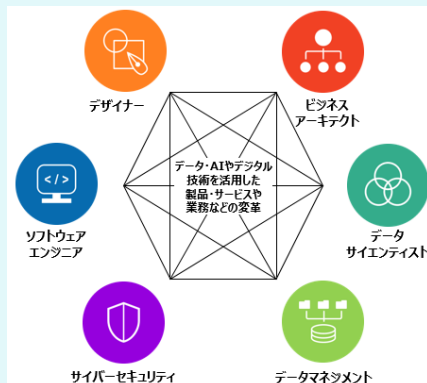 デザイナー
ビジネス
アーキテクト
データ・AIやデジタル
技術を活用した
製品・サービスや
業務などの変革
</>
ソフトウェア
エンジニア
データ
サイエンティスト
サイバーセキュリティ
データマネジメント